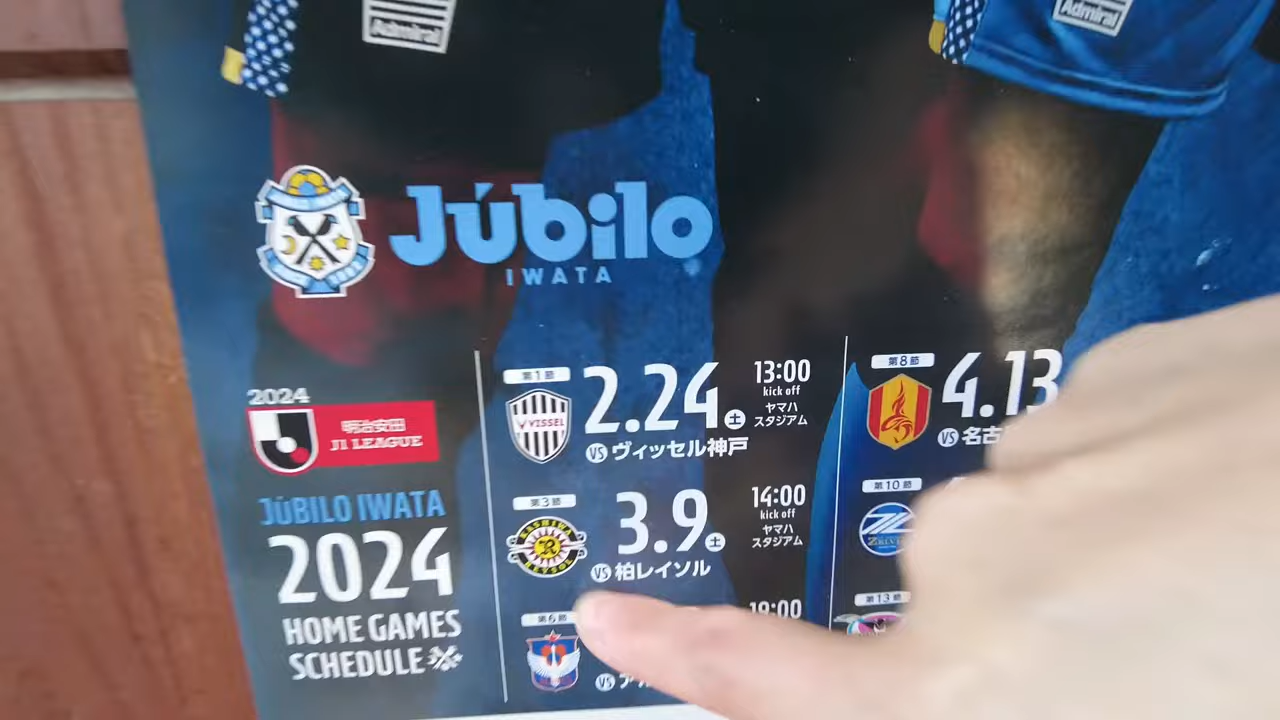 Admiral
Admiral
Júbilo
IWATA
2024
明治安田
J1 LEAGUE
JúBILO IWATA
2024
HOME GAMES
SCHEDULE
第1節
VISSEL
2.24 土
13:00
kick off
ヤマハ
スタジアム
VS ヴィッセル神戸
第3節
KASHIWA
REYSOL
3.9 土
14:00
kick off
ヤマハ
スタジアム
VS 柏レイソル
第6節
VS
第8節
4.13
VS 名古
第10節
第13節